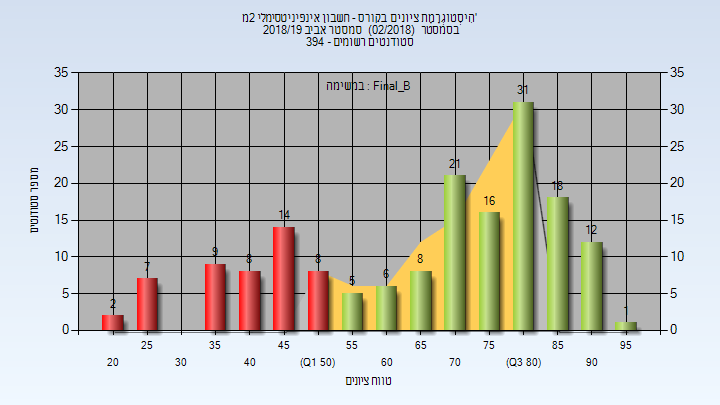 היסטוגרמת ציונים בקורס - חשבון אינפיניטסימלי 2מ'
בסמסטר (02/2018) סמסטר אביב 2018/19
סטודנטים רשומים - 394
במשימה : Final_B
35 35
30 30
25 25
20 20
15 15
10 10
5 5
0 0
מספר סטודנטים
2 7 9 8 14 8 5 6 8 21 16 31 18 12 1
25 35 45 55 65 75 85 95
20 30 40 (Q1 50) 60 70 (Q3 80) 90
טווח ציונים